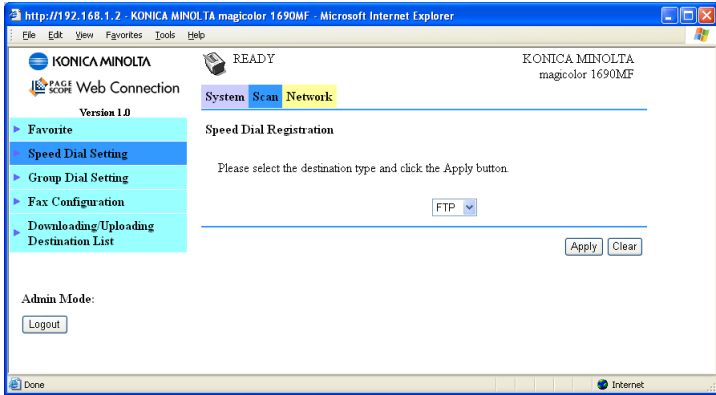 http://192.168.1.2 - KONICA MINOLTA magicolor 1690MF - Microsoft Internet Explorer
File Edit View Favorites Tools Help
KONICA MINOLTA
PAGE SCOPE Web Connection
Version 1.0
READY
KONICA MINOLTA
magicolor 1690MF
System Scan Network
Favorite
Speed Dial Setting
Group Dial Setting
Fax Configuration
Downloading/Uploading
Destination List
Admin Mode:
Logout
Speed Dial Registration
Please select the destination type and click the Apply button.
FTP
Apply Clear
Done
Internet